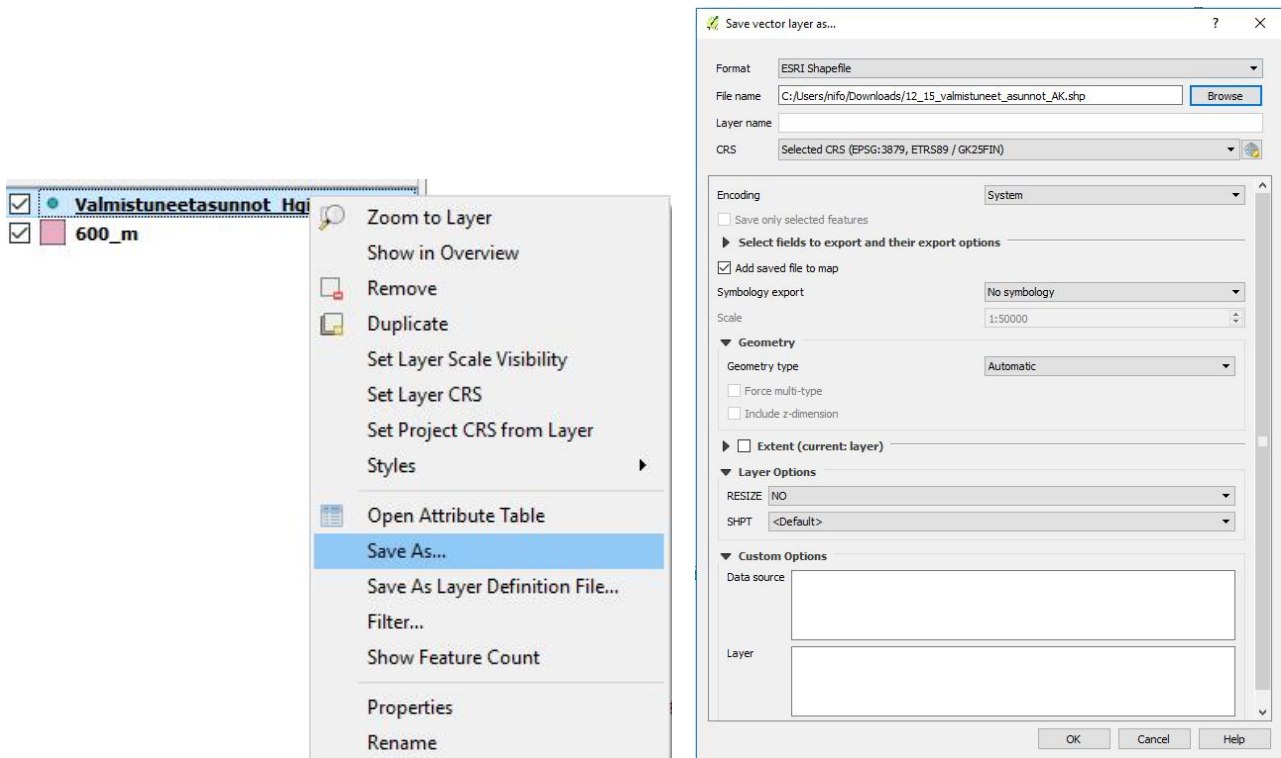 Valmistuneetasunnot_Hqi
600_m
Zoom to Layer
Show in Overview
Remove
Duplicate
Set Layer Scale Visibility
Set Layer CRS
Set Project CRS from Layer
Styles
Open Attribute Table
Save As...
Save As Layer Definition File...
Filter...
Show Feature Count
Properties
Rename
Save vector layer as...
Format ESRI Shapefile
File name C:/Users/nifo/Downloads/12_15_valmistuneet_asunnot_AK.shp Browse
Layer name
CRS Selected CRS (EPSG:3879, ETRS89 / GK25FIN)
Encoding System
Save only selected features
Select fields to export and their export options
Add saved file to map
Symbology export No symbology
Scale 1:50000
Geometry
Geometry type Automatic
Force multi-type
Include z-dimension
Extent (current: layer)
Layer Options
RESIZE NO
SHPT <Default>
Custom Options
Data source
Layer
OK Cancel Help